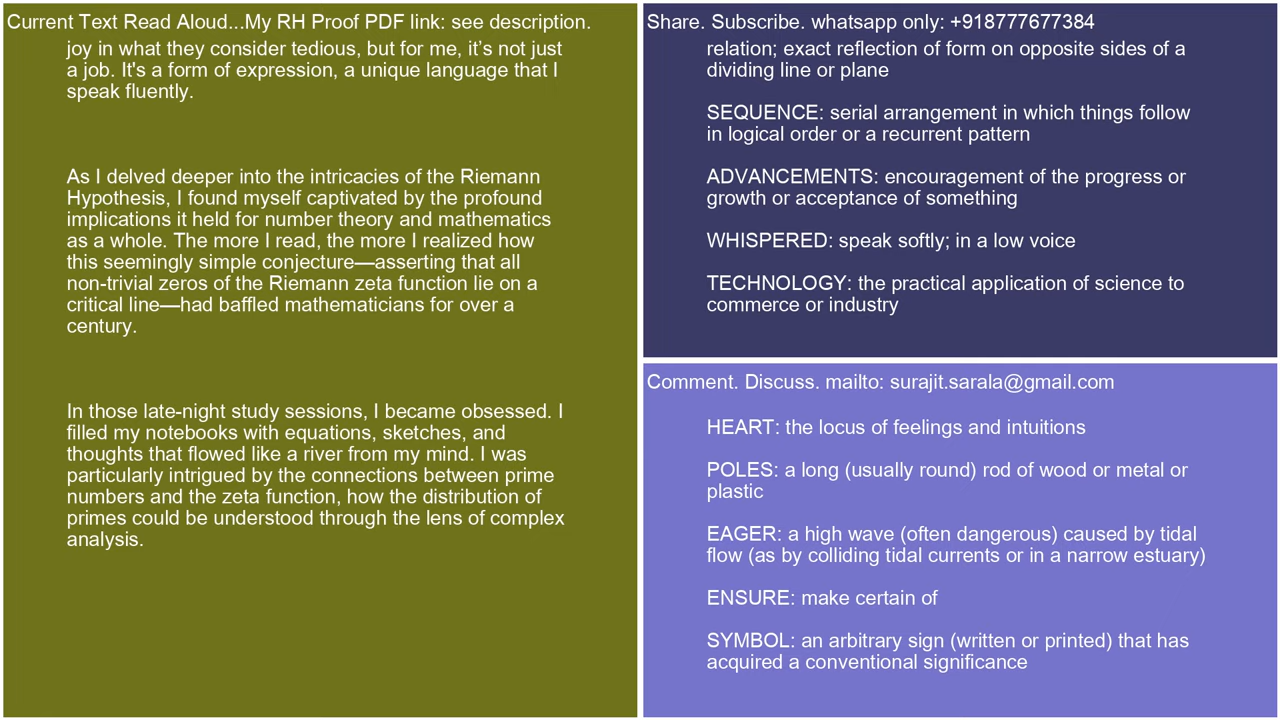 Current Text Read Aloud...My RH Proof PDF link: see description.
joy in what they consider tedious, but for me, it’s not just
a job. It's a form of expression, a unique language that I
speak fluently.
As I delved deeper into the intricacies of the Riemann
Hypothesis, I found myself captivated by the profound
implications it held for number theory and mathematics
as a whole. The more I read, the more I realized how
this seemingly simple conjecture—asserting that all
non-trivial zeros of the Riemann zeta function lie on a
critical line—had baffled mathematicians for over a
century.
In those late-night study sessions, I became obsessed. I
filled my notebooks with equations, sketches, and
thoughts that flowed like a river from my mind. I was
particularly intrigued by the connections between prime
numbers and the zeta function, how the distribution of
primes could be understood through the lens of complex
analysis.
Share. Subscribe. whatsapp only: +918777677384
relation; exact reflection of form on opposite sides of a
dividing line or plane
SEQUENCE: serial arrangement in which things follow
in logical order or a recurrent pattern
ADVANCEMENTS: encouragement of the progress or
growth or acceptance of something
WHISPERED: speak softly; in a low voice
TECHNOLOGY: the practical application of science to
commerce or industry
Comment. Discuss. mailto: surajit.sarala@gmail.com
HEART: the locus of feelings and intuitions
POLES: a long (usually round) rod of wood or metal or
plastic
EAGER: a high wave (often dangerous) caused by tidal
flow (as by colliding tidal currents or in a narrow estuary)
ENSURE: make certain of
SYMBOL: an arbitrary sign (written or printed) that has
acquired a conventional significance